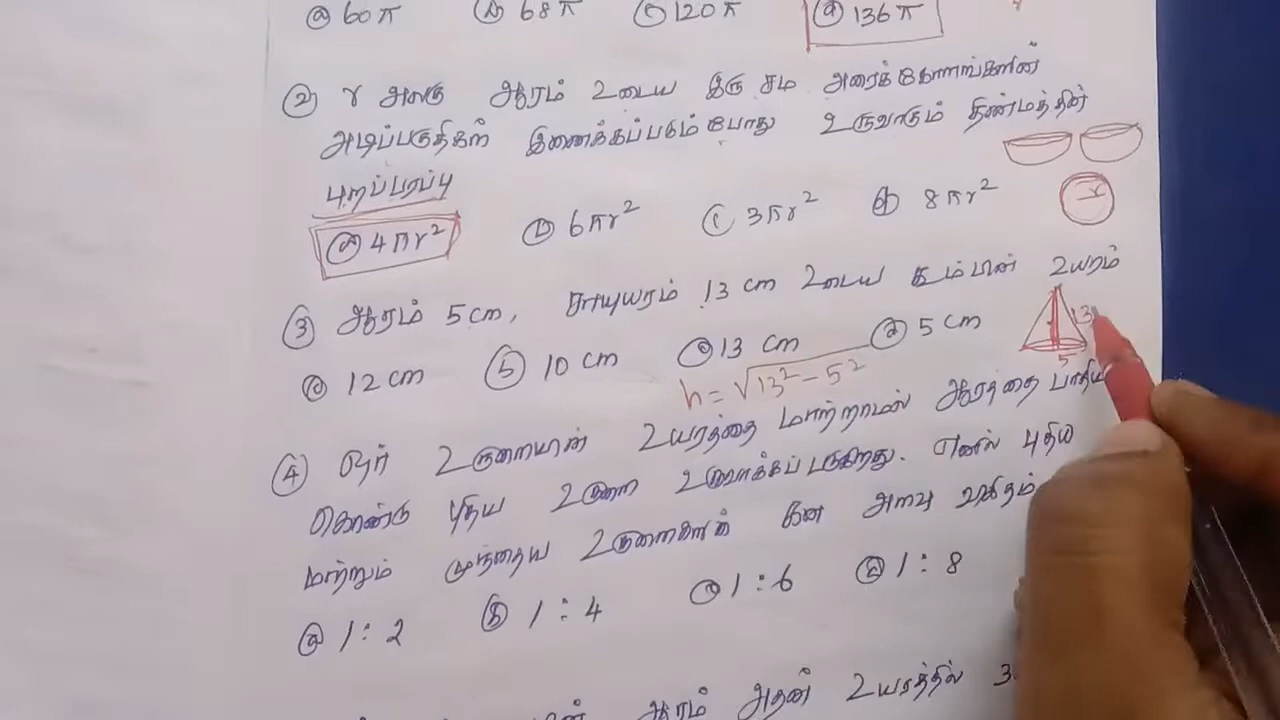 ⓐ 60π ⓑ 68π ⓒ 120π ⓓ 136π
② r அலகு ஆரம் உடைய இரு சம அரைக் கோளங்களின்
அடிப்பகுதிகள் இணைக்கப்படும்போது உருவாகும் திண்மத்தின்
புறப்பரப்பு
ⓐ 4πr² ⓑ 6πr² ⓒ 3πr² ⓓ 8πr²
r
③ ஆரம் 5cm, சாயுயரம் 13 cm உடைய கூம்பின் உயரம்
ⓐ 12 cm ⓑ 10 cm ⓒ 13 cm ⓓ 5 cm
13
5
h = √13² - 5²
④ ஓர் உருளையின் உயரத்தை மாற்றாமல் ஆரத்தை பாதிய
கொண்டு புதிய உருளை உருவாக்கப்படுகிறது. எனில் புதிய
மற்றும் முந்தைய உருளைகளின் கன அளவு விகிதம்
ⓐ 1 : 2 ⓑ 1 : 4 ⓒ 1 : 6 ⓓ 1 : 8
ஆரம் அதன் உயரத்தில்